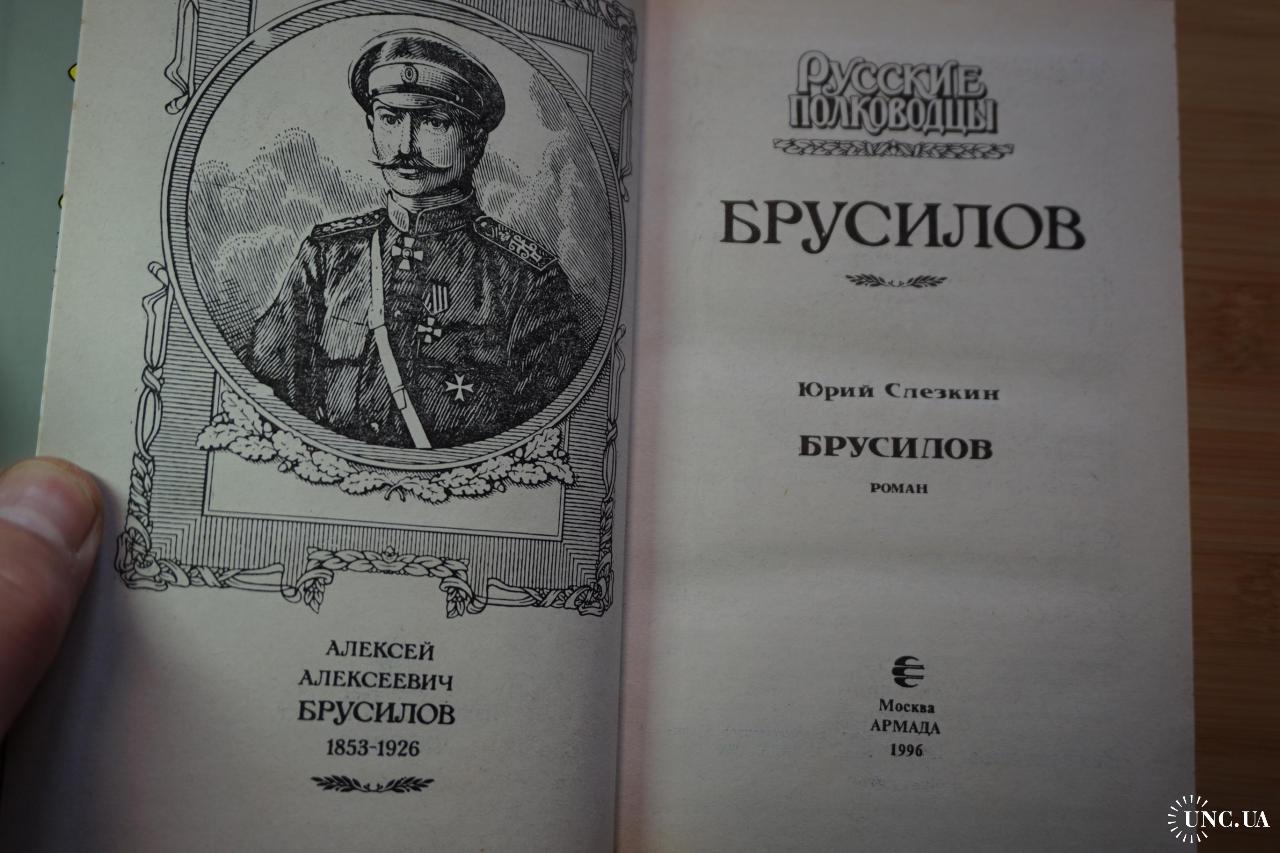 АЛЕКСЕЙ
АЛЕКСЕЕВИЧ
БРУСИЛОВ
1853-1926
РУССКИЕ
ПОЛКОВОДЦЫ
БРУСИЛОВ
Юрий Слезкин
БРУСИЛОВ
РОМАН
Москва
АРМАДА
1996
UNC.UA